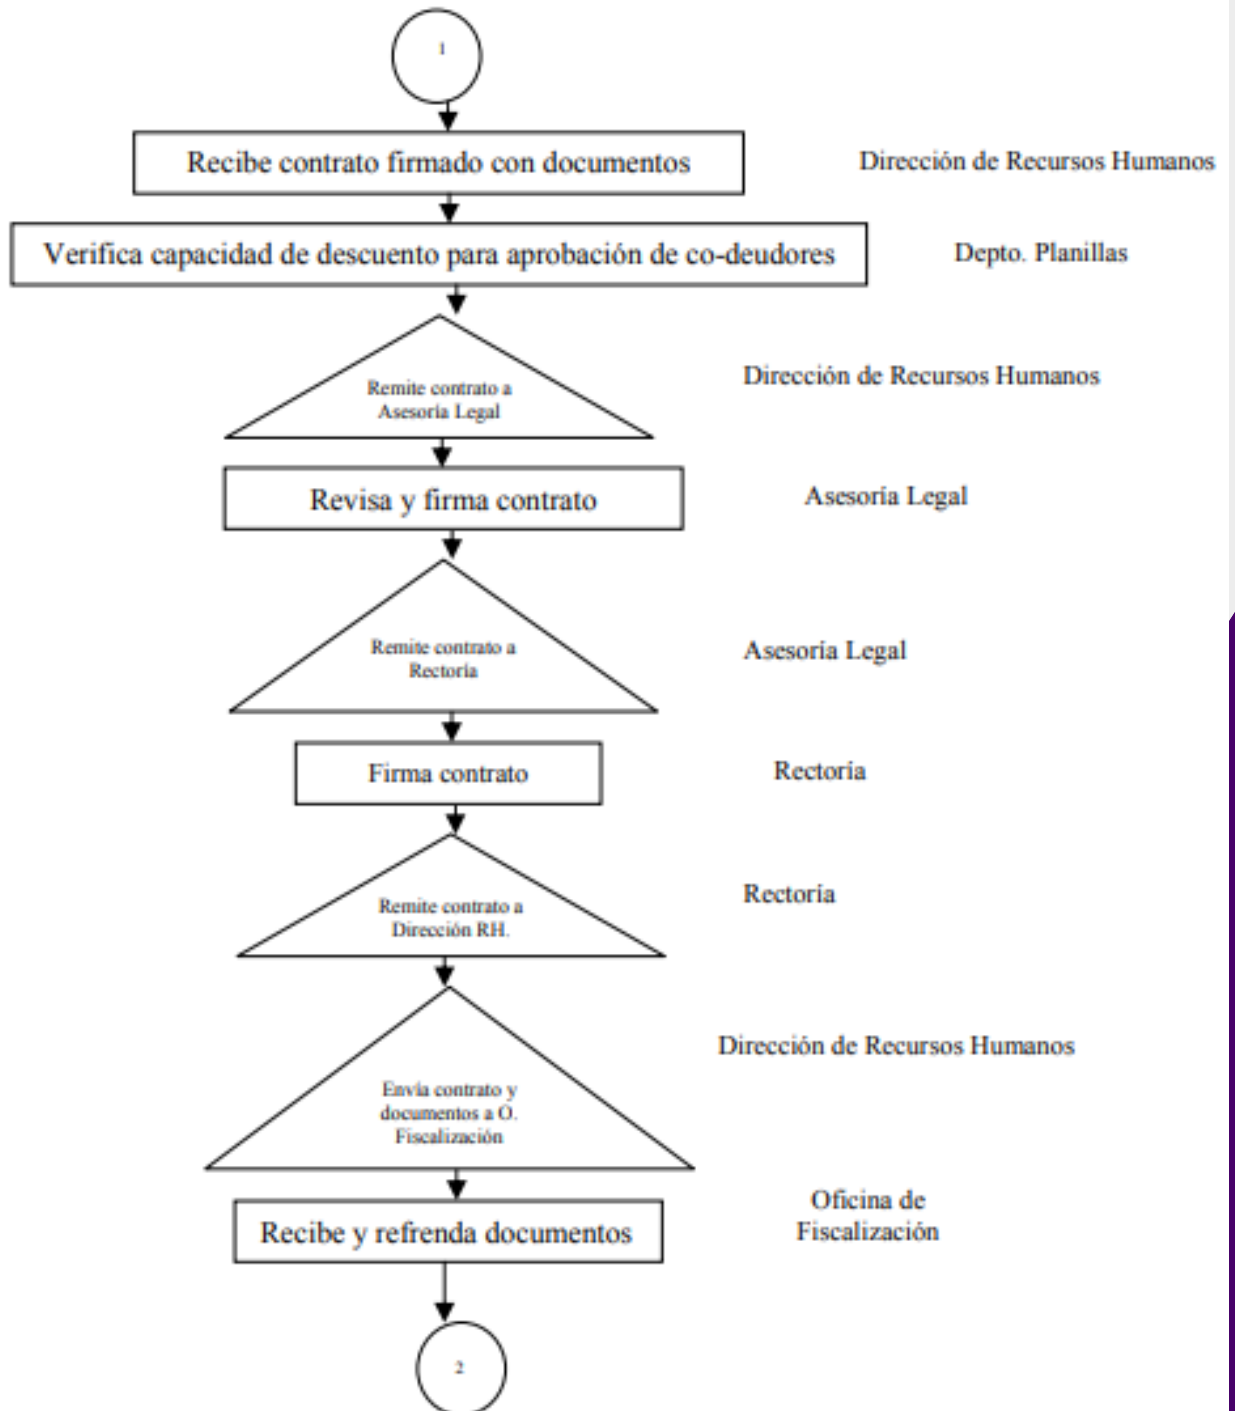 1
Recibe contrato firmado con documentos
Dirección de Recursos Humanos
Verifica capacidad de descuento para aprobación de co-deudores
Depto. Planillas
Remite contrato a
Asesoría Legal
Dirección de Recursos Humanos
Revisa y firma contrato
Asesoría Legal
Remite contrato a
Rectoría
Asesoría Legal
Firma contrato
Rectoría
Remite contrato a
Dirección RH.
Rectoría
Envía contrato y
documentos a O.
Fiscalización
Dirección de Recursos Humanos
Recibe y refrenda documentos
Oficina de
Fiscalización
2